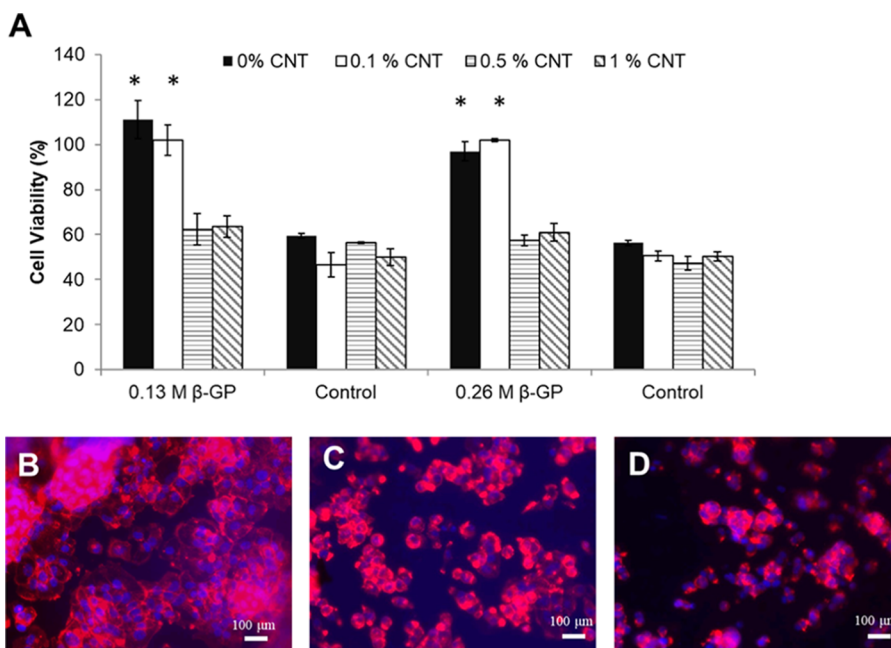 A
140
120
100
80
60
40
20
0
Cell Viability (%)
0% CNT 0.1 % CNT 0.5 % CNT 1 % CNT
* * * *
0.13 M β-GP Control 0.26 M β-GP Control
B C D
100 μm 100 μm 100 μm